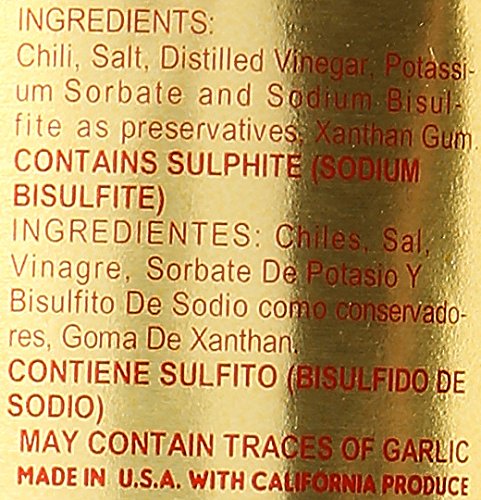 INGREDIENTS:
Chili, Salt, Distilled Vinegar, Potassi-
um Sorbate and Sodium Bisul-
fite as preservatives, Xanthan Gum.
CONTAINS SULPHITE (SODIUM
BISULFITE)
INGREDIENTES: Chiles, Sal,
Vinagre, Sorbate De Potasio Y
Bisulfito De Sodio como conservado-
res, Goma De Xanthan.
CONTIENE SULFITO (BISULFIDO DE
SODIO)
MAY CONTAIN TRACES OF GARLIC
MADE IN U.S.A. WITH CALIFORNIA PRODUCE